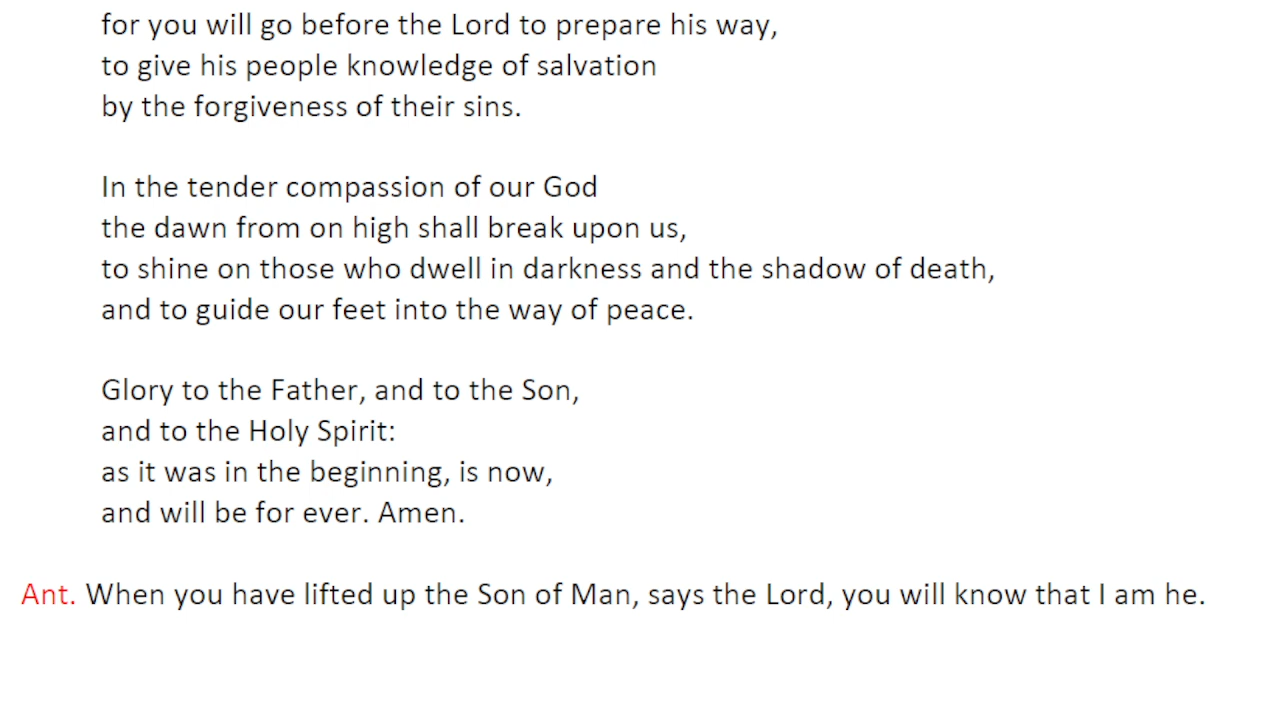 for you will go before the Lord to prepare his way,
to give his people knowledge of salvation
by the forgiveness of their sins.
In the tender compassion of our God
the dawn from on high shall break upon us,
to shine on those who dwell in darkness and the shadow of death,
and to guide our feet into the way of peace.
Glory to the Father, and to the Son,
and to the Holy Spirit:
as it was in the beginning, is now,
and will be for ever. Amen.
Ant. When you have lifted up the Son of Man, says the Lord, you will know that I am he.